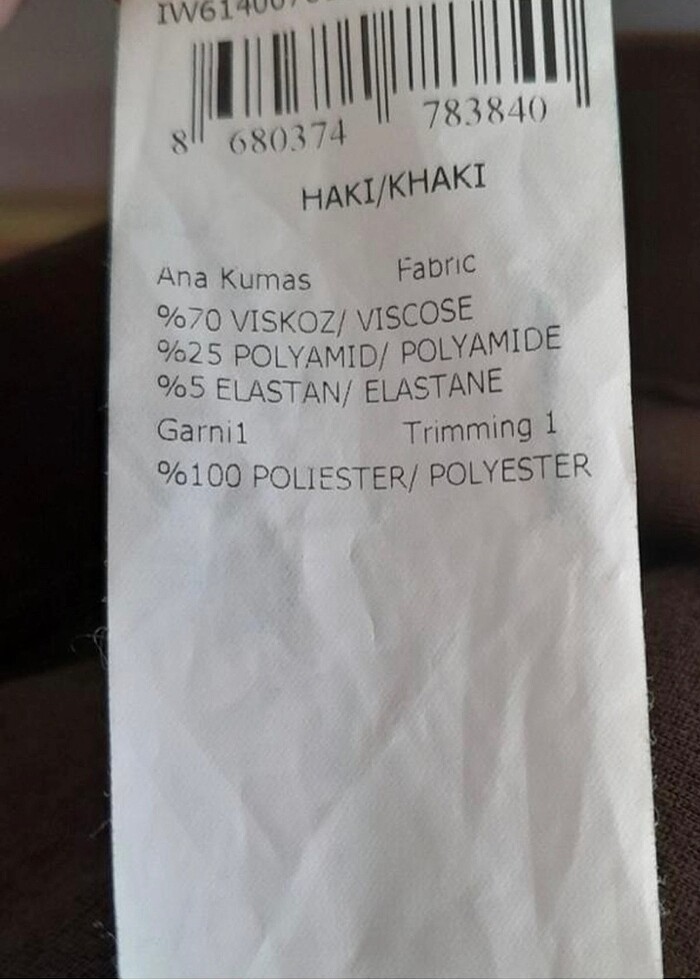 8 680374 783840
HAKI/KHAKI
Ana Kumas Fabric
%70 VISKOZ/ VISCOSE
%25 POLYAMID/ POLYAMIDE
%5 ELASTAN/ ELASTANE
Garni1 Trimming 1
%100 POLIESTER/ POLYESTER